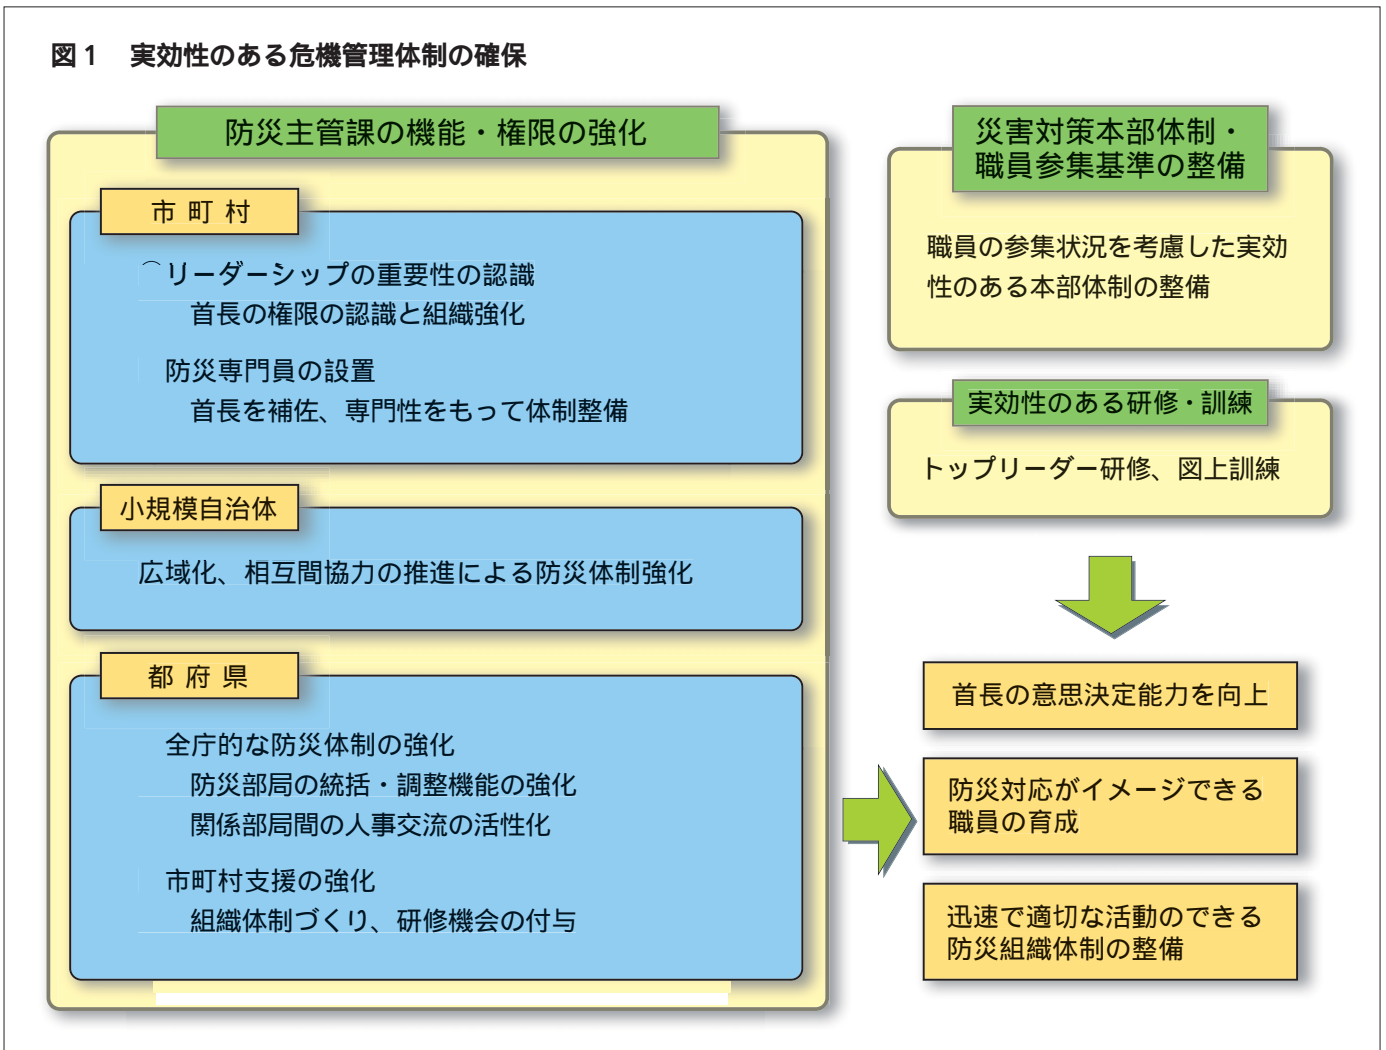 図1 実効性のある危機管理体制の確保
防災主管課の機能・権限の強化
市町村
リーダーシップの重要性の認識
首長の権限の認識と組織強化
防災専門員の設置
首長を補佐、専門性をもって体制整備
小規模自治体
広域化、相互間協力の推進による防災体制強化
都府県
全庁的な防災体制の強化
防災部局の統括・調整機能の強化
関係部局間の人事交流の活性化
市町村支援の強化
組織体制づくり、研修機会の付与
災害対策本部体制・
職員参集基準の整備
職員の参集状況を考慮した実効
性のある本部体制の整備
実効性のある研修・訓練
トップリーダー研修、図上訓練
首長の意思決定能力を向上
防災対応がイメージできる
職員の育成
迅速で適切な活動のできる
防災組織体制の整備